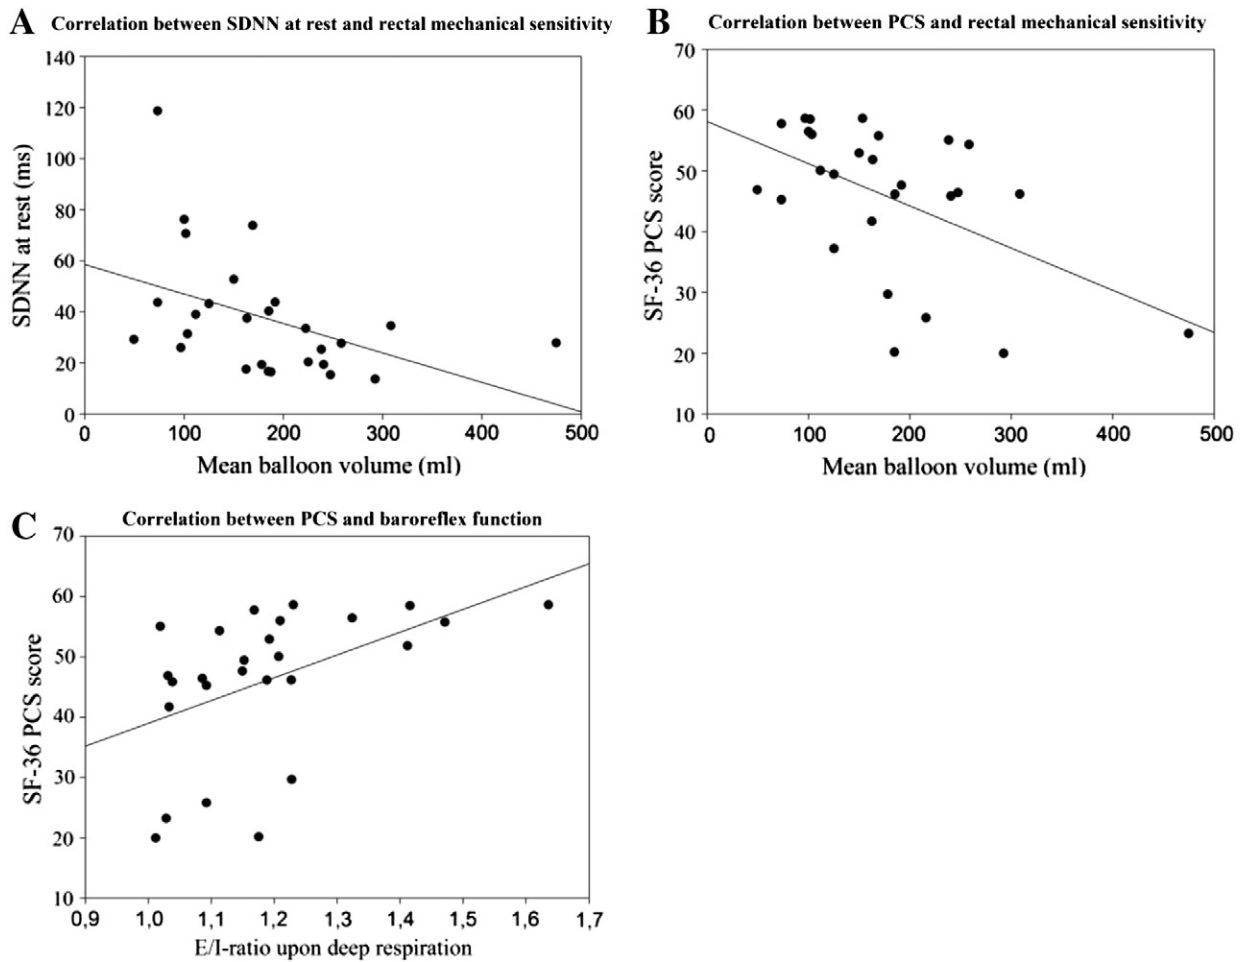 A Correlation between SDNN at rest and rectal mechanical sensitivity
140
120
100
80
60
40
20
0
SDNN at rest (ms)
0 100 200 300 400 500
Mean balloon volume (ml)
B Correlation between PCS and rectal mechanical sensitivity
70
60
50
40
30
20
10
SF-36 PCS score
0 100 200 300 400 500
Mean balloon volume (ml)
C Correlation between PCS and baroreflex function
70
60
50
40
30
20
10
SF-36 PCS score
0,9 1,0 1,1 1,2 1,3 1,4 1,5 1,6 1,7
E/I-ratio upon deep respiration